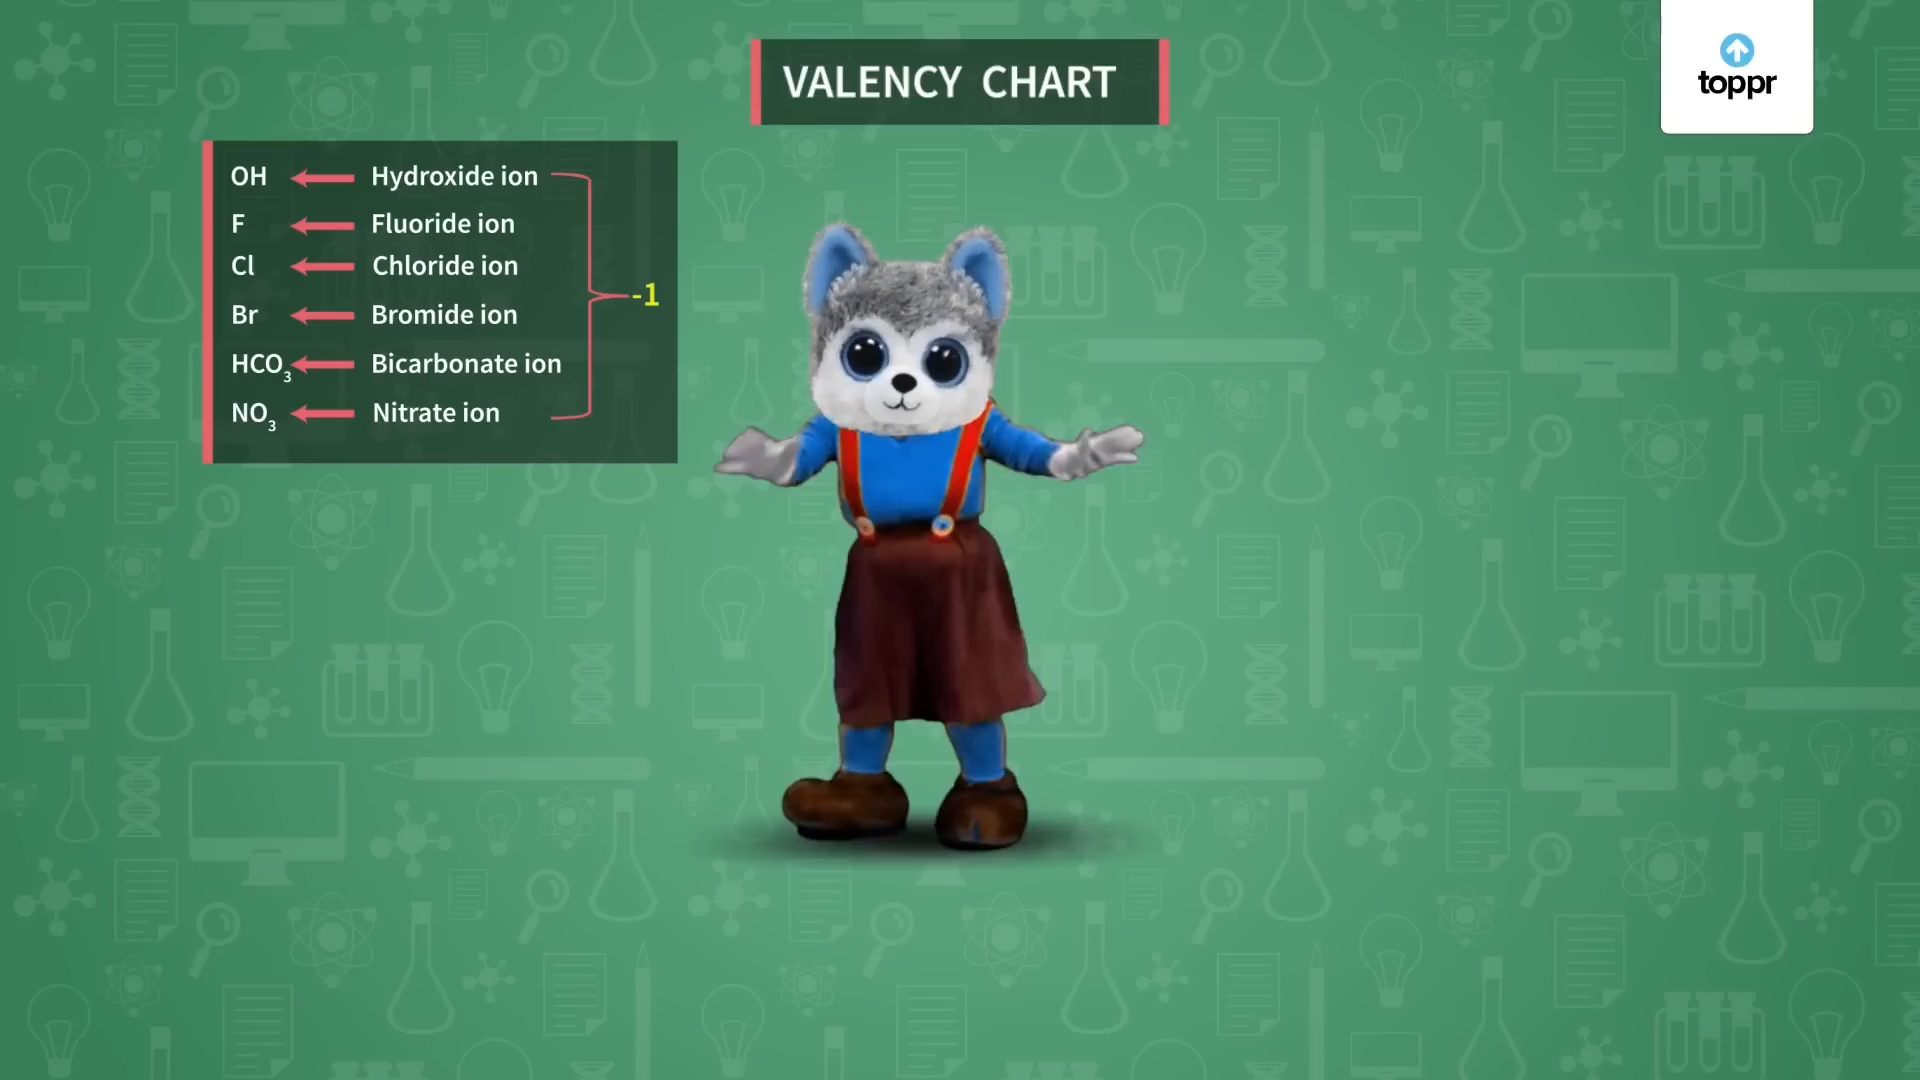 VALENCY CHART
toppr
OH Hydroxide ion
F Fluoride ion
Cl Chloride ion
Br Bromide ion
HCO3 Bicarbonate ion
NO3 Nitrate ion
-1